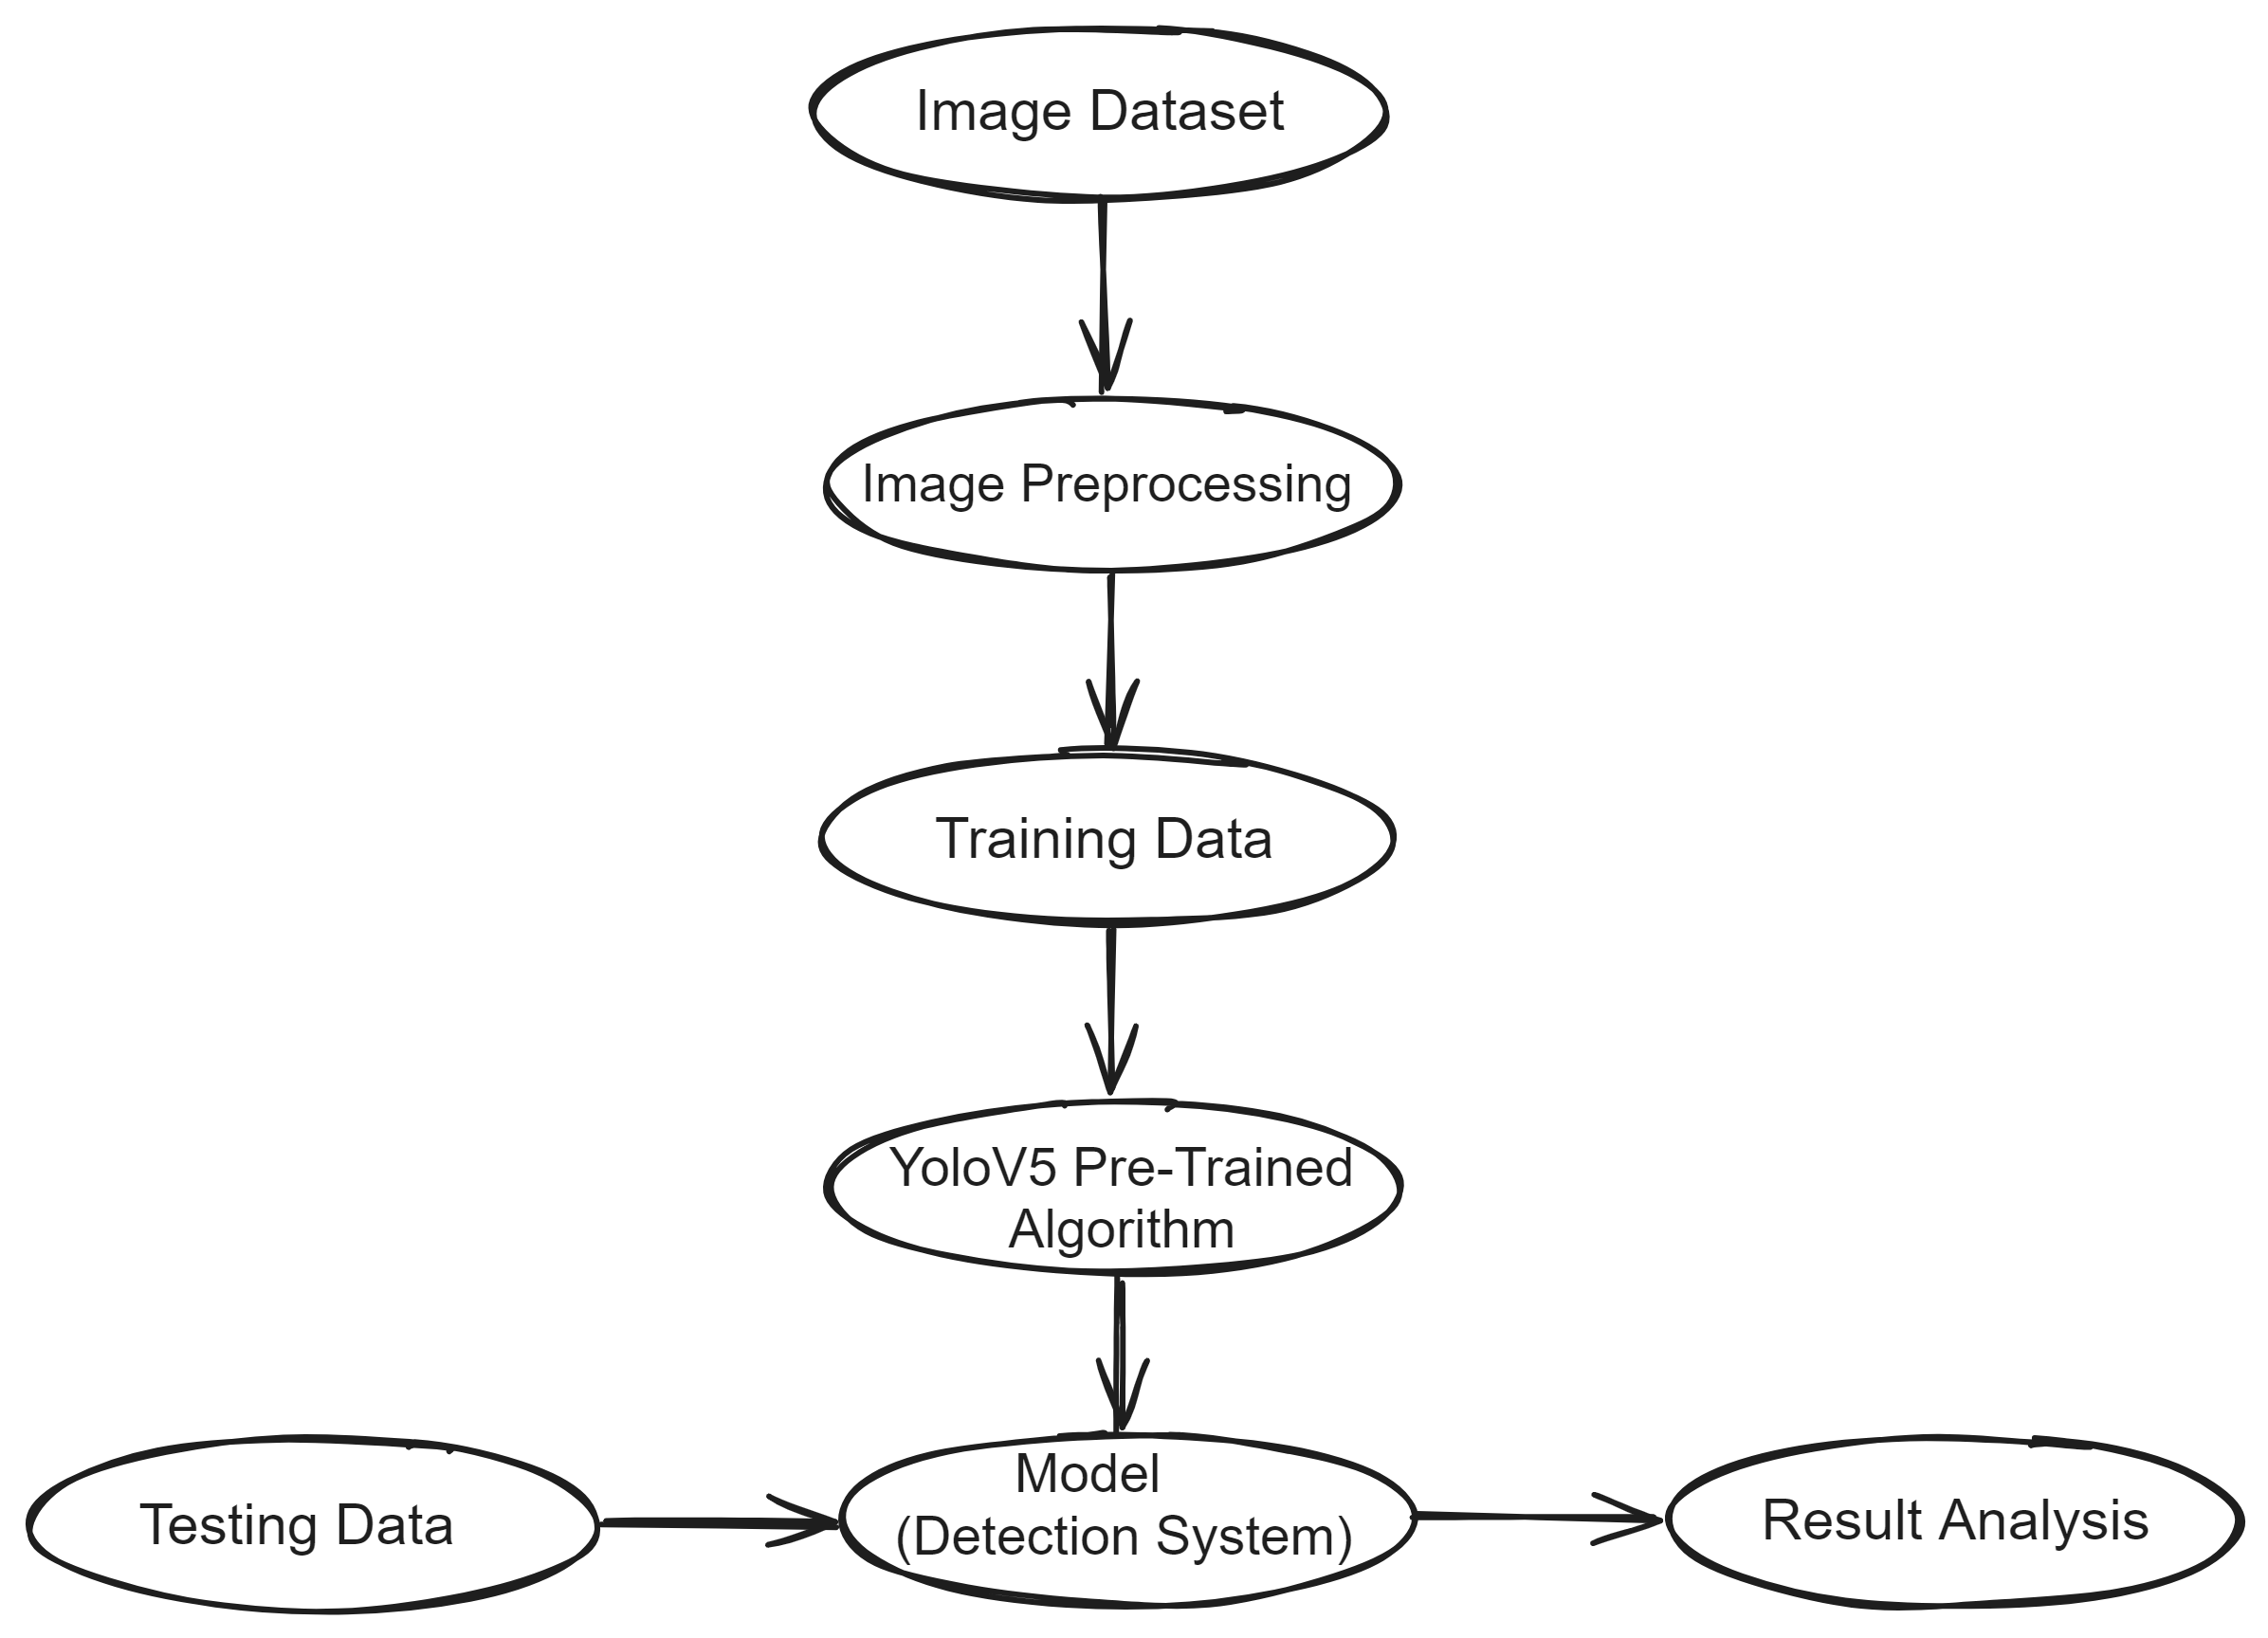 Image Dataset
Image Preprocessing
Training Data
YoloV5 Pre-Trained
Algorithm
Model
(Detection System)
Testing Data
Result Analysis